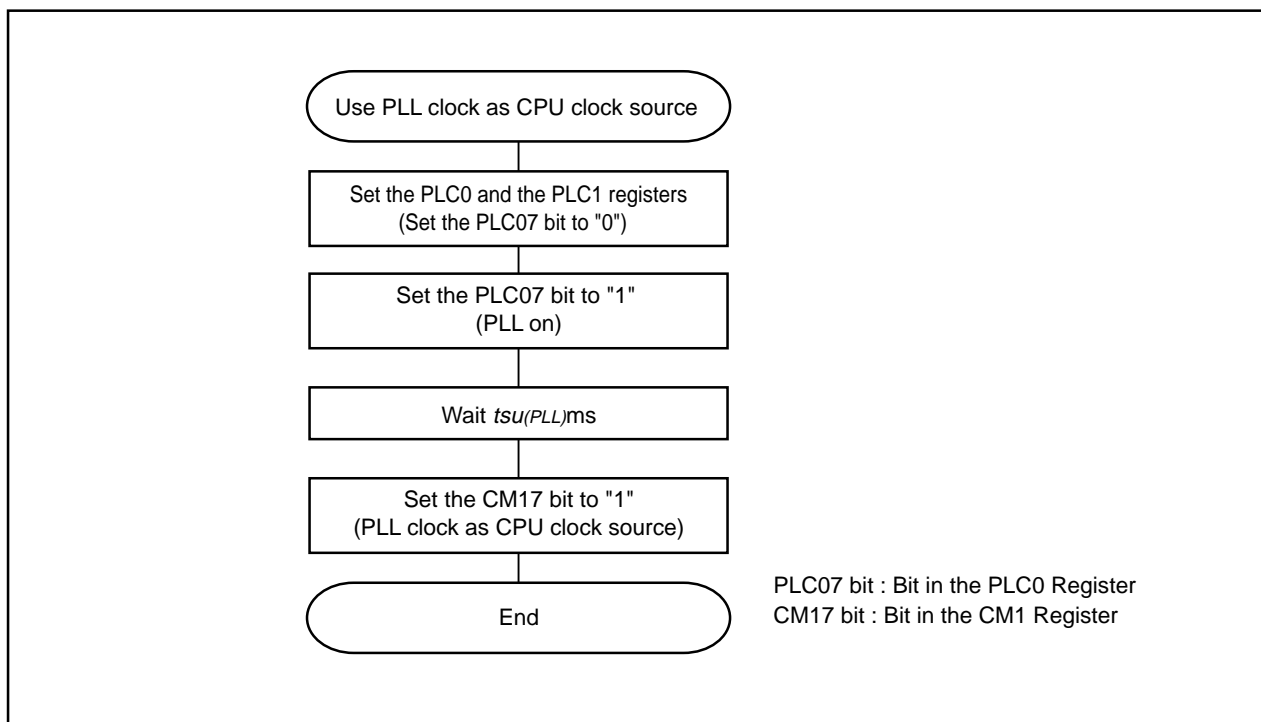 Use PLL clock as CPU clock source
Set the PLC0 and the PLC1 registers
(Set the PLC07 bit to "0")
Set the PLC07 bit to "1"
(PLL on)
Wait tsu(PLL)ms
Set the CM17 bit to "1"
(PLL clock as CPU clock source)
End
PLC07 bit : Bit in the PLC0 Register
CM17 bit : Bit in the CM1 Register